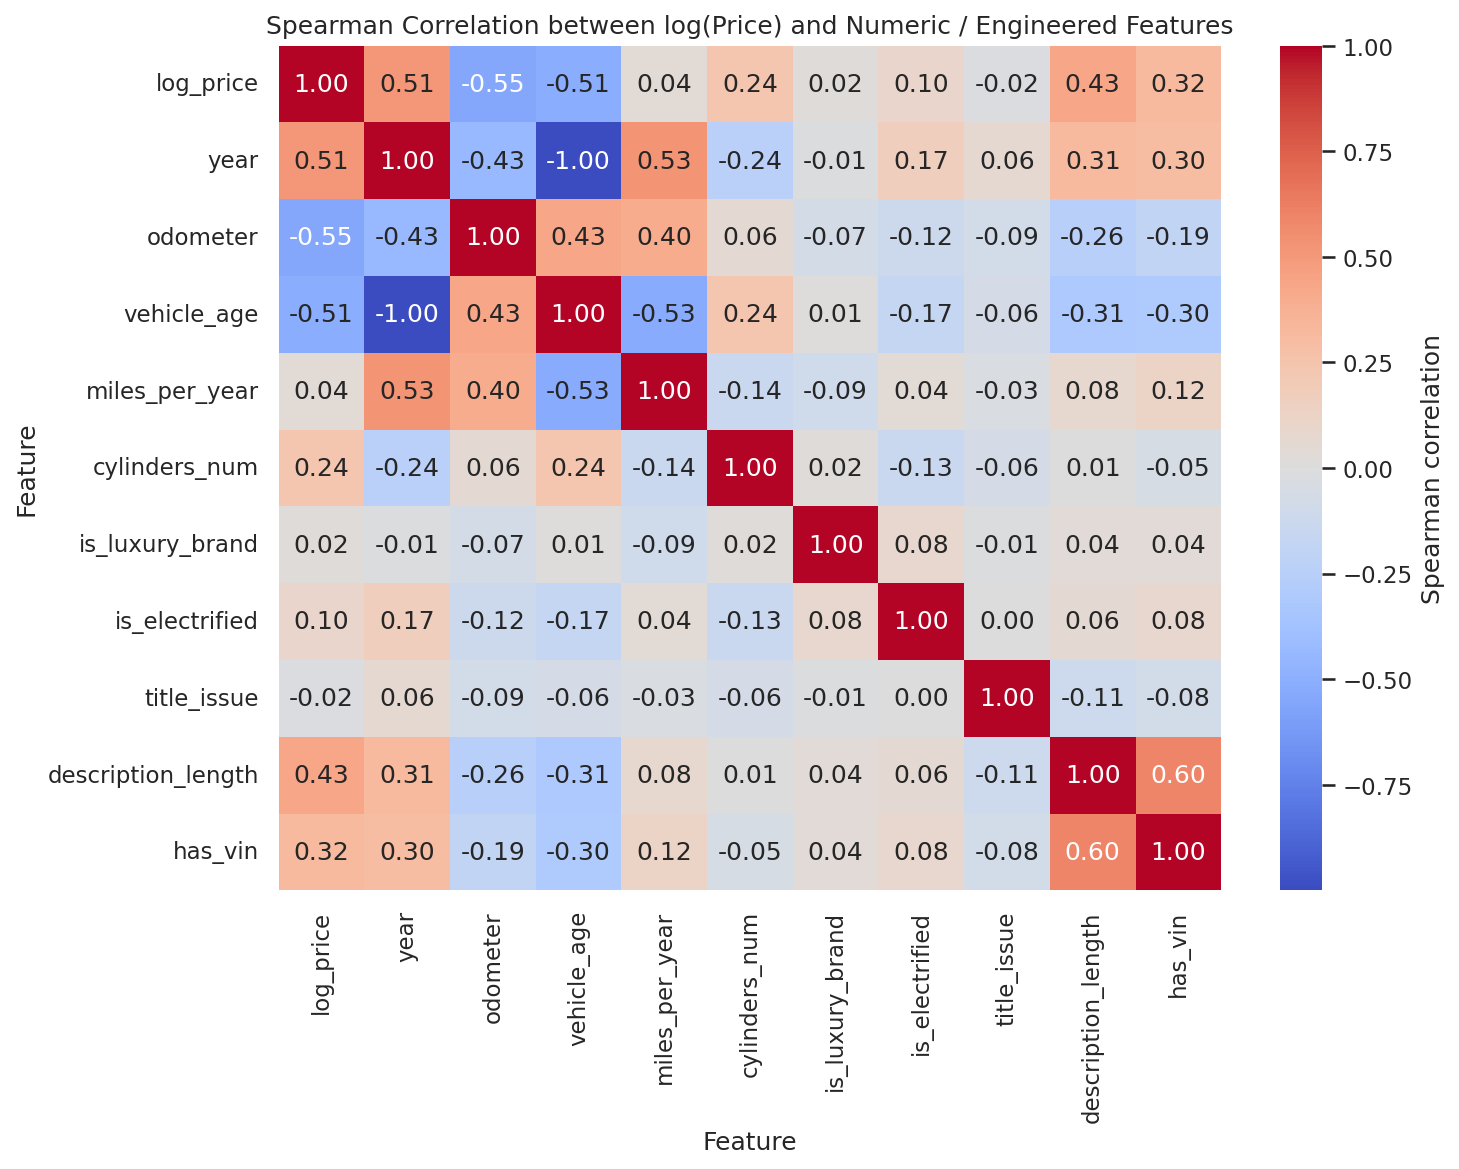 Spearman Correlation between log(Price) and Numeric / Engineered Features
log_price 1.00 0.51 -0.55 -0.51 0.04 0.24 0.02 0.10 -0.02 0.43 0.32
year 0.51 1.00 -0.43 -1.00 0.53 -0.24 -0.01 0.17 0.06 0.31 0.30
odometer -0.55 -0.43 1.00 0.43 0.40 0.06 -0.07 -0.12 -0.09 -0.26 -0.19
vehicle_age -0.51 -1.00 0.43 1.00 -0.53 0.24 0.01 -0.17 -0.06 -0.31 -0.30
miles_per_year 0.04 0.53 0.40 -0.53 1.00 -0.14 -0.09 0.04 -0.03 0.08 0.12
cylinders_num 0.24 -0.24 0.06 0.24 -0.14 1.00 0.02 -0.13 -0.06 0.01 -0.05
is_luxury_brand 0.02 -0.01 -0.07 0.01 -0.09 0.02 1.00 0.08 -0.01 0.04 0.04
is_electrified 0.10 0.17 -0.12 -0.17 0.04 -0.13 0.08 1.00 0.00 0.06 0.08
title_issue -0.02 0.06 -0.09 -0.06 -0.03 -0.06 -0.01 0.00 1.00 -0.11 -0.08
description_length 0.43 0.31 -0.26 -0.31 0.08 0.01 0.04 0.06 -0.11 1.00 0.60
has_vin 0.32 0.30 -0.19 -0.30 0.12 -0.05 0.04 0.08 -0.08 0.60 1.00
Feature
log_price
year
odometer
vehicle_age
miles_per_year
cylinders_num
is_luxury_brand
is_electrified
title_issue
description_length
has_vin
Feature
1.00
0.75
0.50
0.25
0.00
−0.25
−0.50
−0.75
Spearman correlation